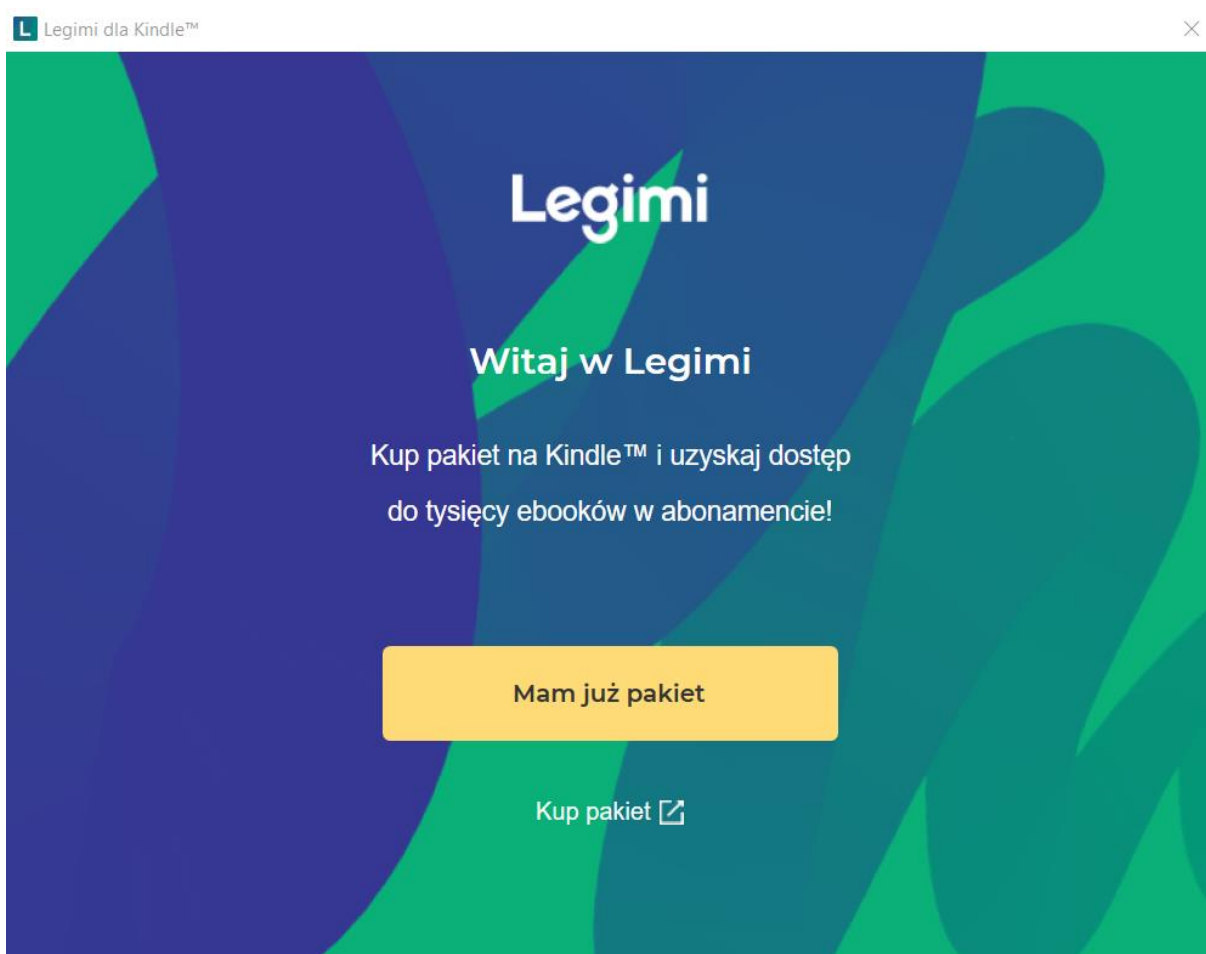 Legimi dla Kindle™
Legimi
Witaj w Legimi
Kup pakiet na Kindle™ i uzyskaj dostęp
do tysięcy ebooków w abonamencie!
Mam już pakiet
Kup pakiet